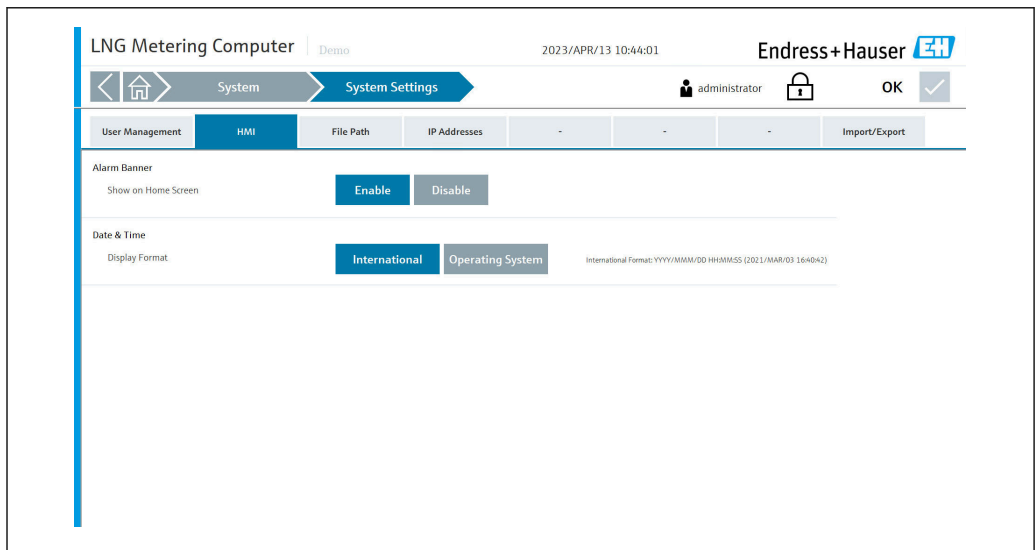 LNG Metering Computer Demo 2023/APR/13 10:44:01 Endress+Hauser EH
System System Settings administrator OK
User Management HMI File Path IP Addresses - - - Import/Export
Alarm Banner
Show on Home Screen Enable Disable
Date & Time
Display Format International Operating System International Format: YYYY/MMM/DD HH:MM:SS (2021/MAR/03 16:40:42)